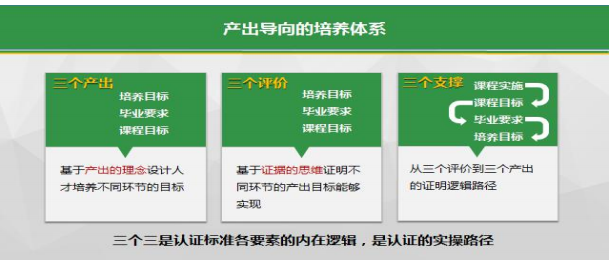 产出导向的培养体系
三个产出
培养目标
毕业要求
课程目标
基于产出的理念设计人
才培养不同环节的目标
三个评价
培养目标
毕业要求
课程目标
基于证据的思维证明不
同环节的产出目标能够
实现
三个支撑
课程实施
课程目标
毕业要求
培养目标
从三个评价到三个产出
的证明逻辑路径
三个三是认证标准各要素的内在逻辑，是认证的实操路径